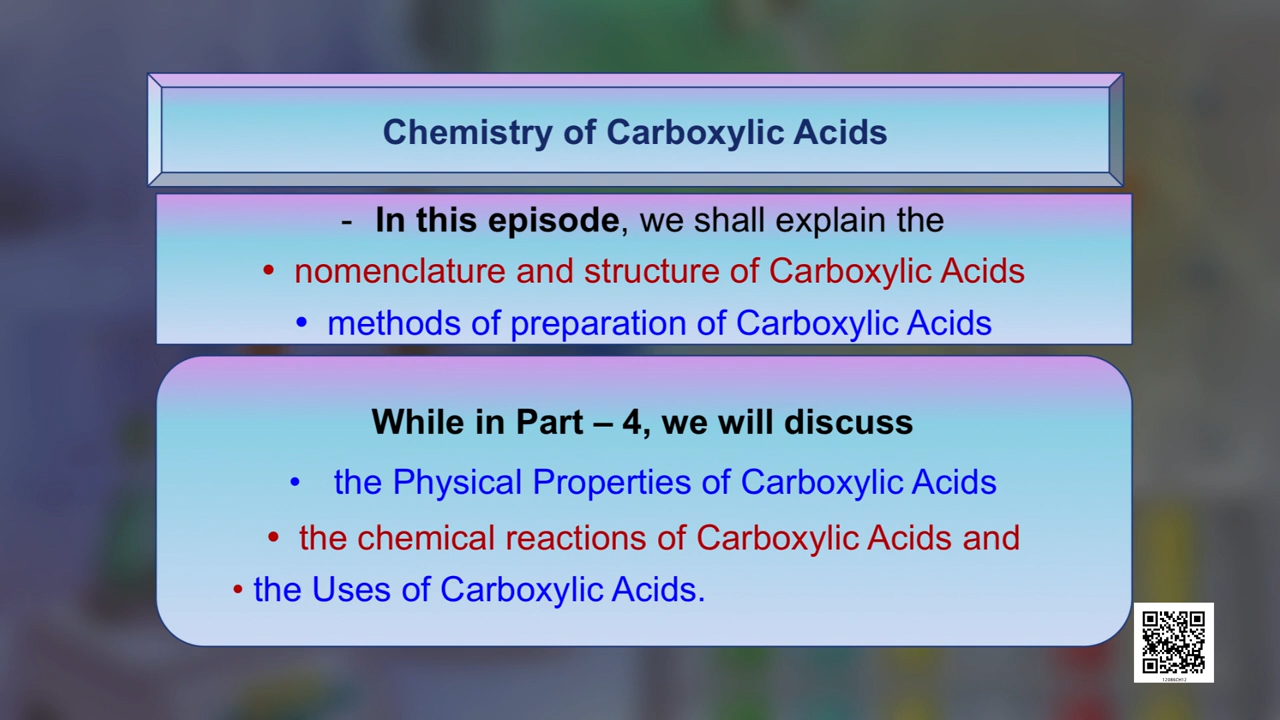 Chemistry of Carboxylic Acids
- In this episode, we shall explain the
• nomenclature and structure of Carboxylic Acids
• methods of preparation of Carboxylic Acids
While in Part – 4, we will discuss
• the Physical Properties of Carboxylic Acids
• the chemical reactions of Carboxylic Acids and
• the Uses of Carboxylic Acids.